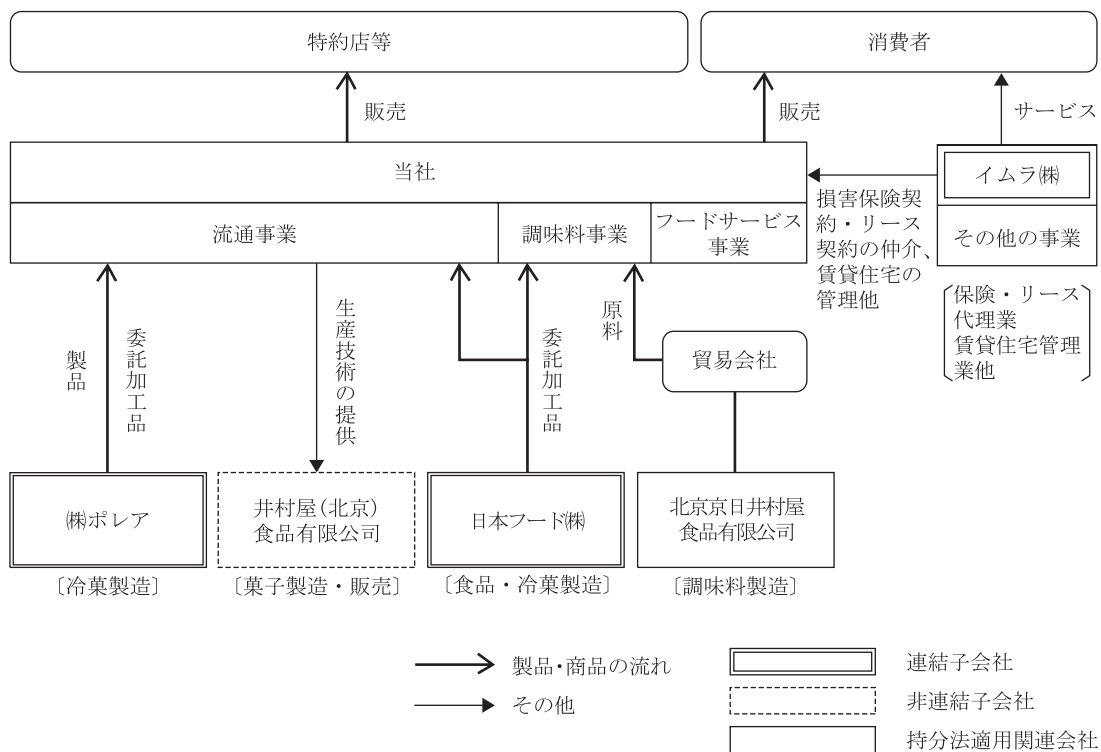 特約店等
消費者
販売
販売
サービス
当社
イムラ㈱
流通事業
調味料事業
フードサービス
事業
その他の事業
損害保険契
約・リース
契約の仲介、
賃貸住宅の
管理他
保険・リース
代理業
賃貸住宅管理
業他
製品
委託加工品
生産技術の提供
委託加工品
原料
貿易会社
㈱ポレア
井村屋(北京)
食品有限公司
日本フード㈱
北京京日井村屋
食品有限公司
〔冷菓製造〕
〔菓子製造・販売〕
〔食品・冷菓製造〕
〔調味料製造〕
製品・商品の流れ
連結子会社
その他
非連結子会社
持分法適用関連会社